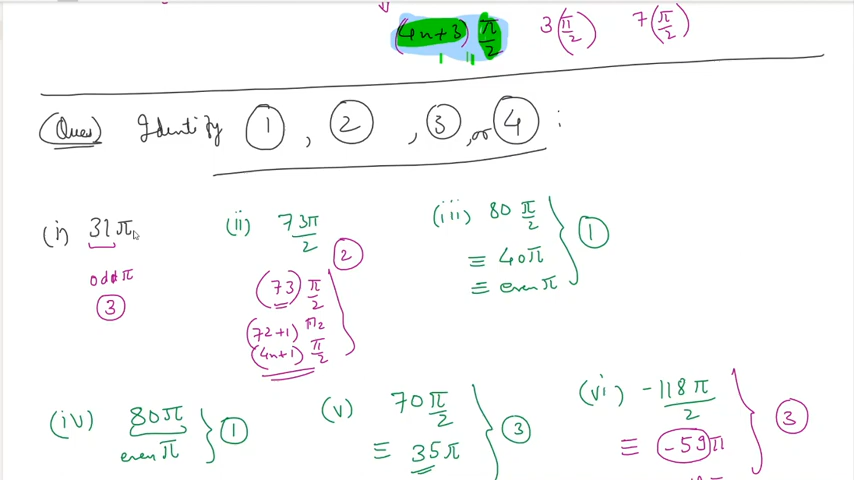 (4n+3) π/2    3(π/2)    7(π/2)
(Ques) Identify 1, 2, 3, or 4 :
(i) 31π
odd π
3
(ii) 73π/2
2
(73) π/2
(72+1) π/2
(4n+1) π/2
(iii) 80 π/2
≡ 40π
≡ even π
1
(iv) 80π
even π
1
(v) 70 π/2
≡ 35π
3
(vi) -118π/2
≡ -59π
3